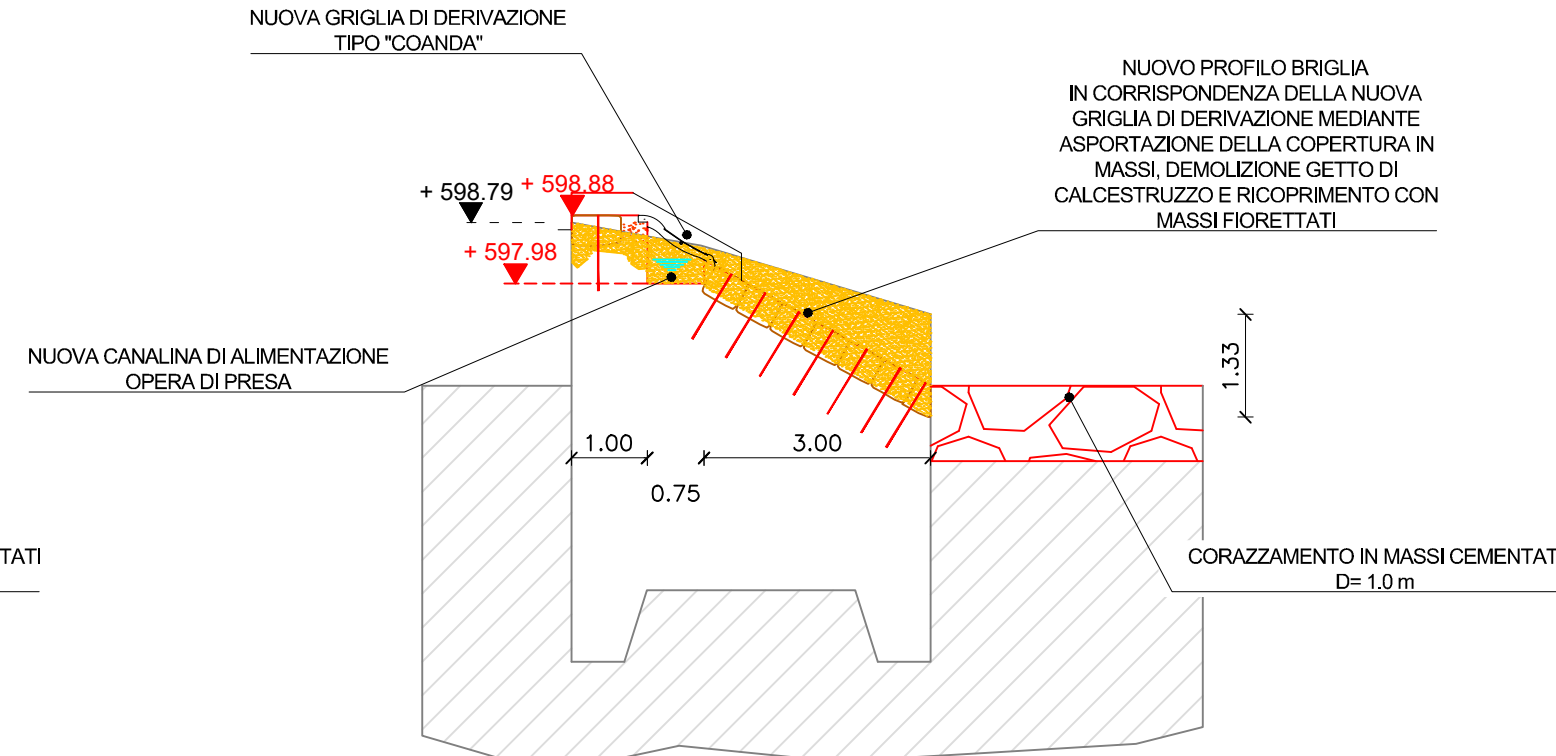 NUOVA GRIGLIA DI DERIVAZIONE
TIPO "COANDA"
NUOVO PROFILO BRIGLIA
IN CORRISPONDENZA DELLA NUOVA
GRIGLIA DI DERIVAZIONE MEDIANTE
ASPORTAZIONE DELLA COPERTURA IN
MASSI, DEMOLIZIONE GETTO DI
CALCESTRUZZO E RICOPRIMENTO CON
MASSI FIORETTATI
+ 598.79
+ 598.88
+ 597.98
NUOVA CANALINA DI ALIMENTAZIONE
OPERA DI PRESA
1.33
1.00
3.00
0.75
TATI
CORAZZAMENTO IN MASSI CEMENTAT
D= 1.0 m